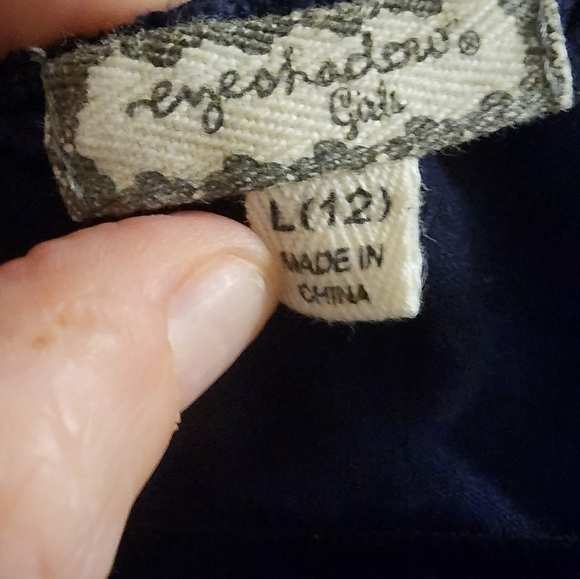 eyeshadow®
Girls
L(12)
MADE IN
CHINA